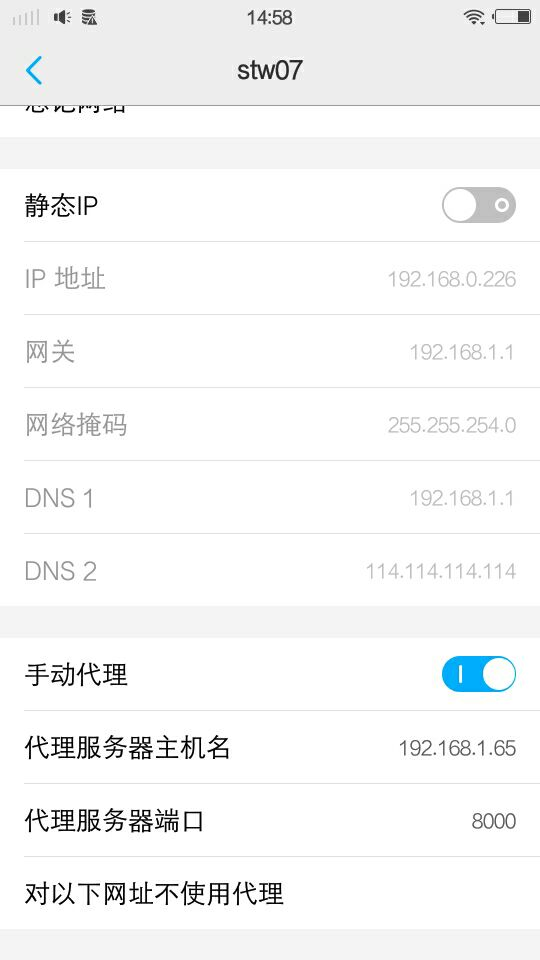 14:58
stw07
静态IP
IP 地址 192.168.0.226
网关 192.168.1.1
网络掩码 255.255.254.0
DNS 1 192.168.1.1
DNS 2 114.114.114.114
手动代理
代理服务器主机名 192.168.1.65
代理服务器端口 8000
对以下网址不使用代理